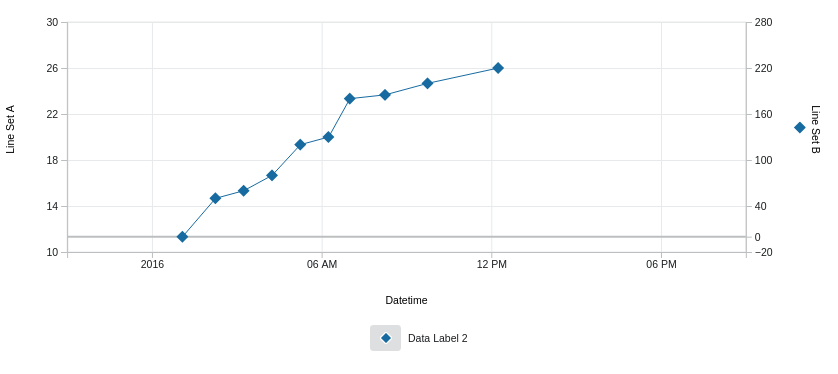 30
280
26
220
22
160
18
100
14
40
0
10
−20
Line Set A
Line Set B
2016
06 AM
12 PM
06 PM
Datetime
Data Label 2